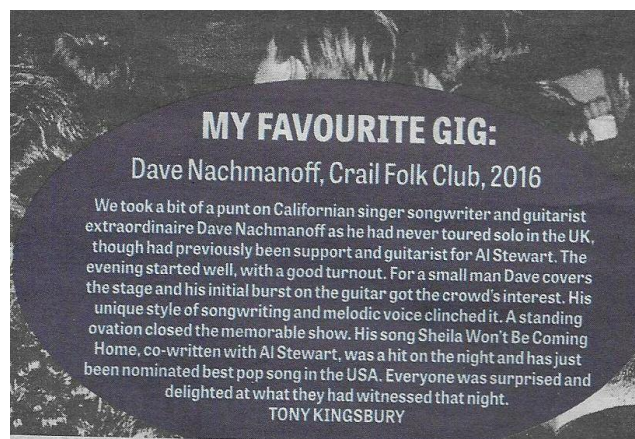 MY FAVOURITE GIG:
Dave Nachmanoff, Crail Folk Club, 2016
We took a bit of a punt on Californian singer songwriter and guitarist
extraordinaire Dave Nachmanoff as he had never toured solo in the UK,
though had previously been support and guitarist for Al Stewart. The
evening started well, with a good turnout. For a small man Dave covers
the stage and his initial burst on the guitar got the crowd's interest. His
unique style of songwriting and melodic voice clinched it. A standing
ovation closed the memorable show. His song Sheila Won't Be Coming
Home, co-written with Al Stewart, was a hit on the night and has just
been nominated best pop song in the USA. Everyone was surprised and
delighted at what they had witnessed that night.
TONY KINGSBURY